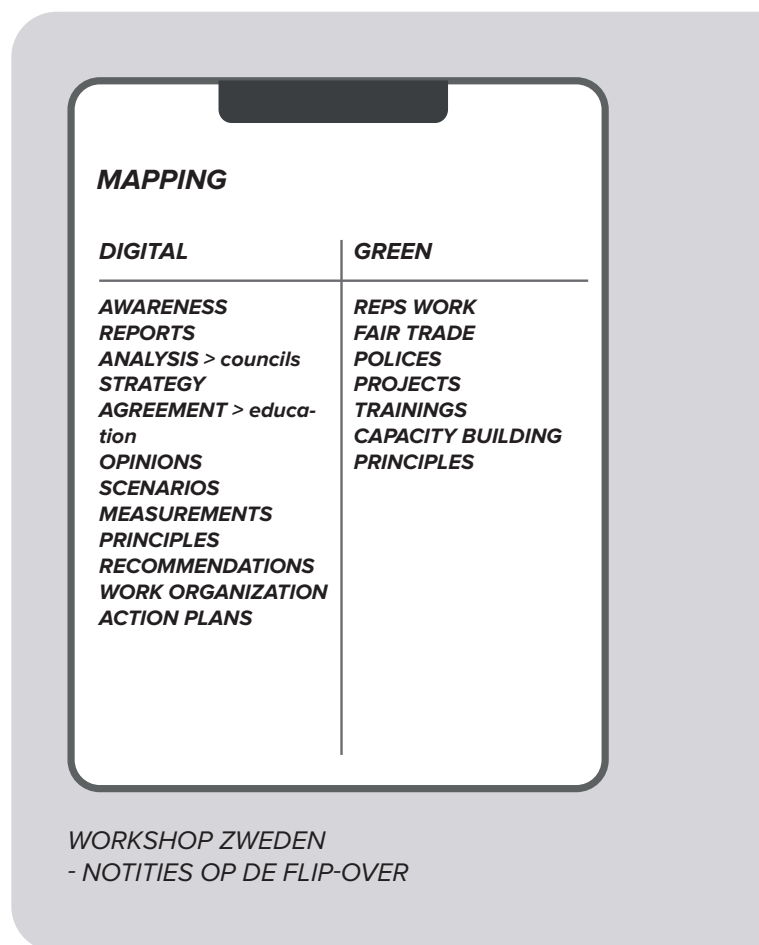 MAPPING
DIGITAL
AWARENESS
REPORTS
ANALYSIS > councils
STRATEGY
AGREEMENT > educa-
tion
OPINIONS
SCENARIOS
MEASUREMENTS
PRINCIPLES
RECOMMENDATIONS
WORK ORGANIZATION
ACTION PLANS
GREEN
REPS WORK
FAIR TRADE
POLICES
PROJECTS
TRAININGS
CAPACITY BUILDING
PRINCIPLES
WORKSHOP ZWEDEN
- NOTITIES OP DE FLIP-OVER